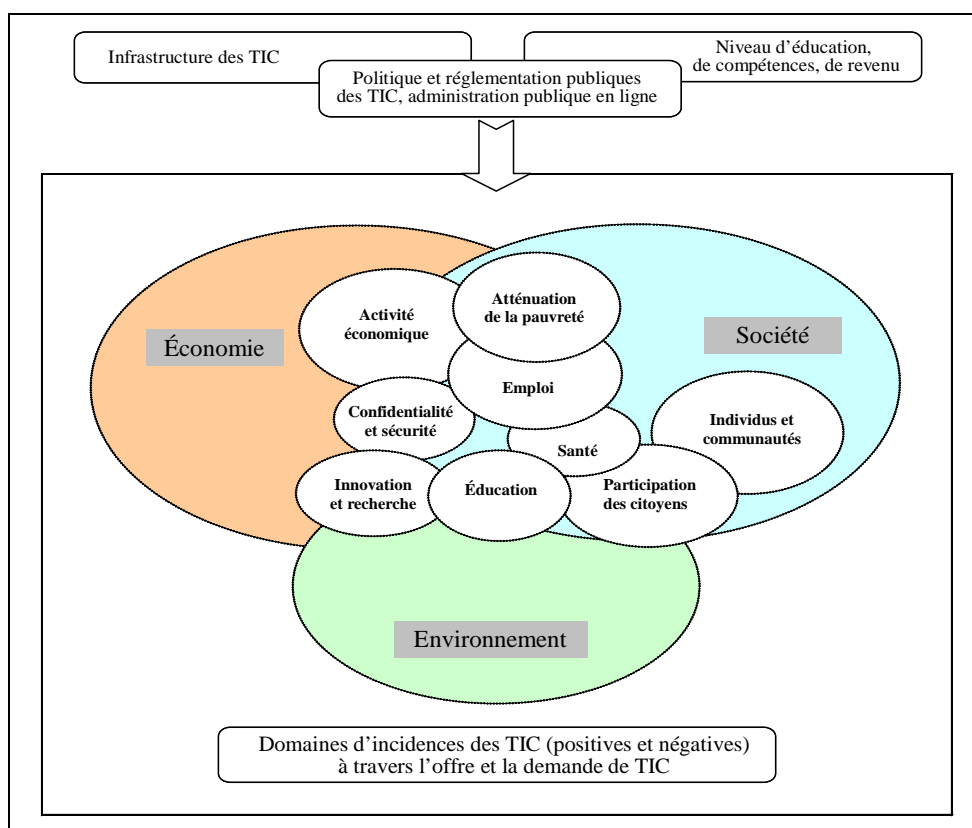 Infrastructure des TIC
Niveau d’éducation,
de compétences, de revenu
Politique et réglementation publiques
des TIC, administration publique en ligne
Économie
Société
Activité
économique
Atténuation
de la pauvreté
Emploi
Confidentialité
et sécurité
Individus et
communautés
Santé
Innovation
et recherche
Éducation
Participation
des citoyens
Environnement
Domaines d’incidences des TIC (positives et négatives)
à travers l’offre et la demande de TIC